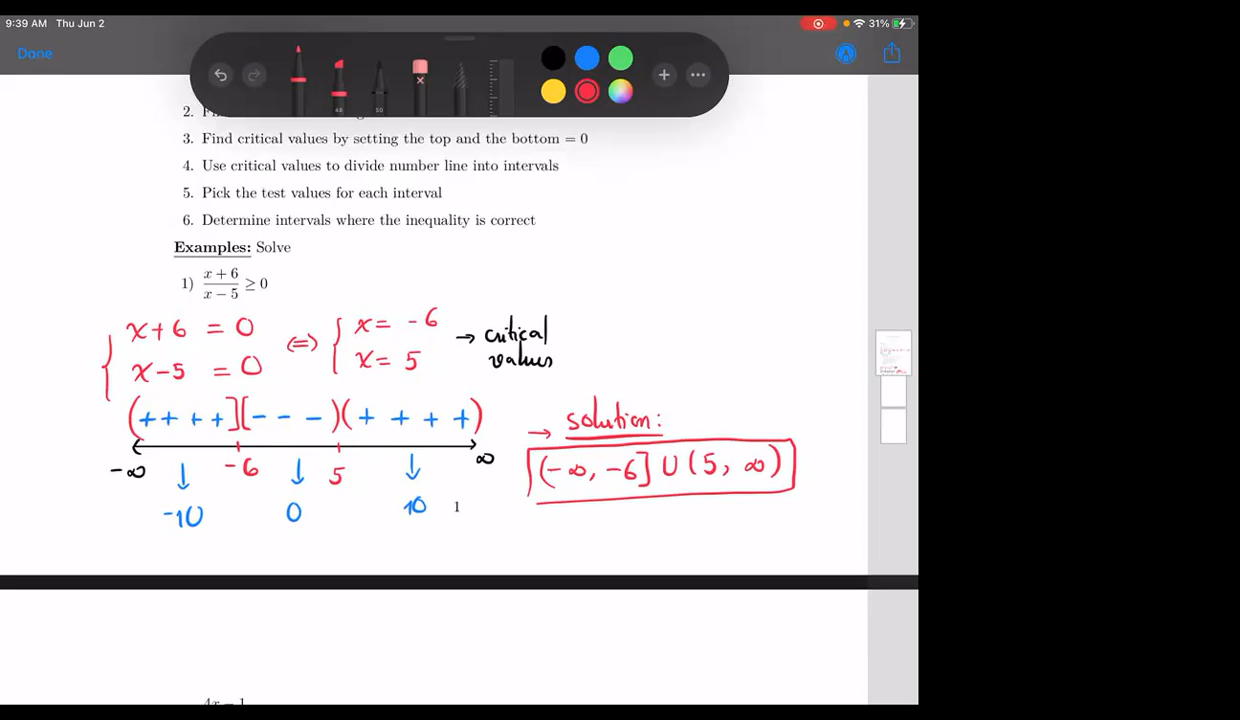 9:39 AM Thu Jun 2
31%
Done
2.
3. Find critical values by setting the top and the bottom = 0
4. Use critical values to divide number line into intervals
5. Pick the test values for each interval
6. Determine intervals where the inequality is correct
Examples: Solve
1) (x + 6)/(x − 5) ≥ 0
x+6 = 0 <=> x = -6 → critical values
x-5 = 0 x = 5
(++++][---)(++++)
-∞ -6 5 ∞
-10 0 10
→ solution:
(-∞, -6] U (5, ∞)
1
4x − 1